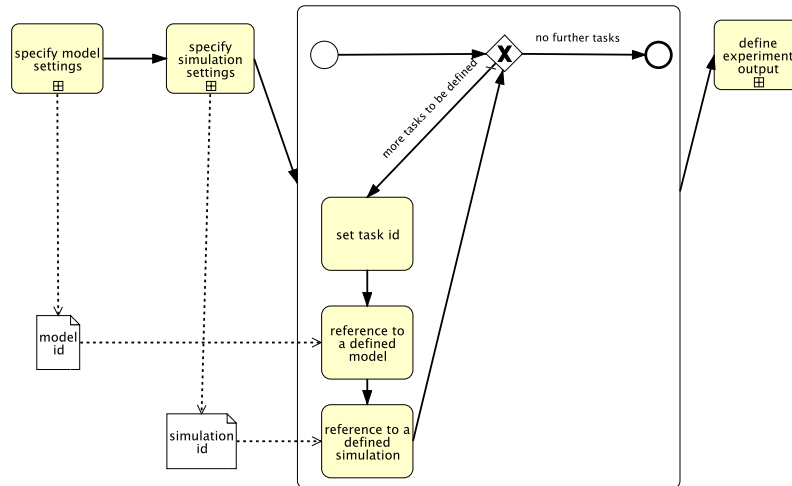 specify model
settings
specify
simulation
settings
no further tasks
define
experiment
output
more tasks to be defined
set task id
reference to
a defined
model
model
id
reference to a
defined
simulation
simulation
id